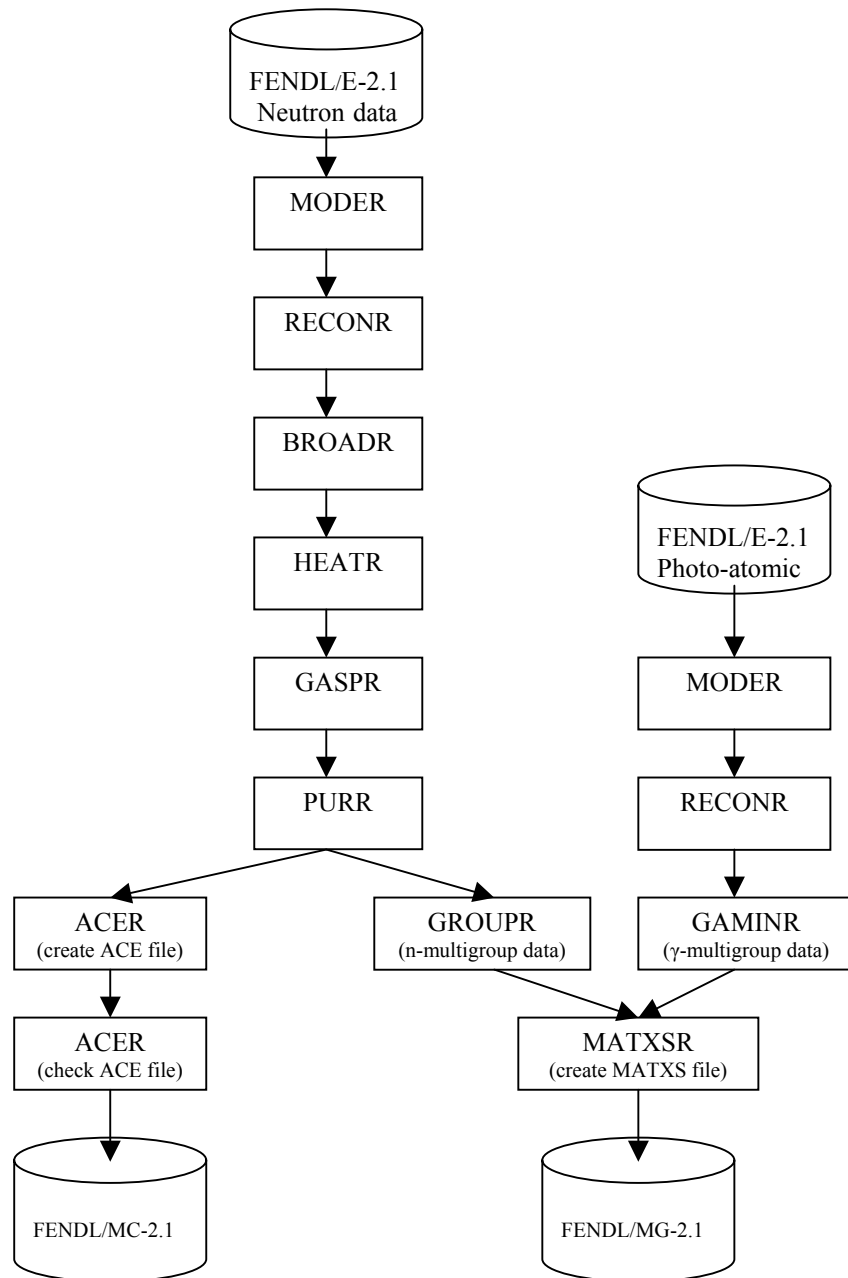 FENDL/E-2.1
Neutron data
MODER
RECONR
BROADR
HEATR
GASPR
PURR
FENDL/E-2.1
Photo-atomic
MODER
RECONR
ACER
(create ACE file)
GROUPR
(n-multigroup data)
GAMINR
(γ-multigroup data)
ACER
(check ACE file)
MATXSR
(create MATXS file)
FENDL/MC-2.1
FENDL/MG-2.1